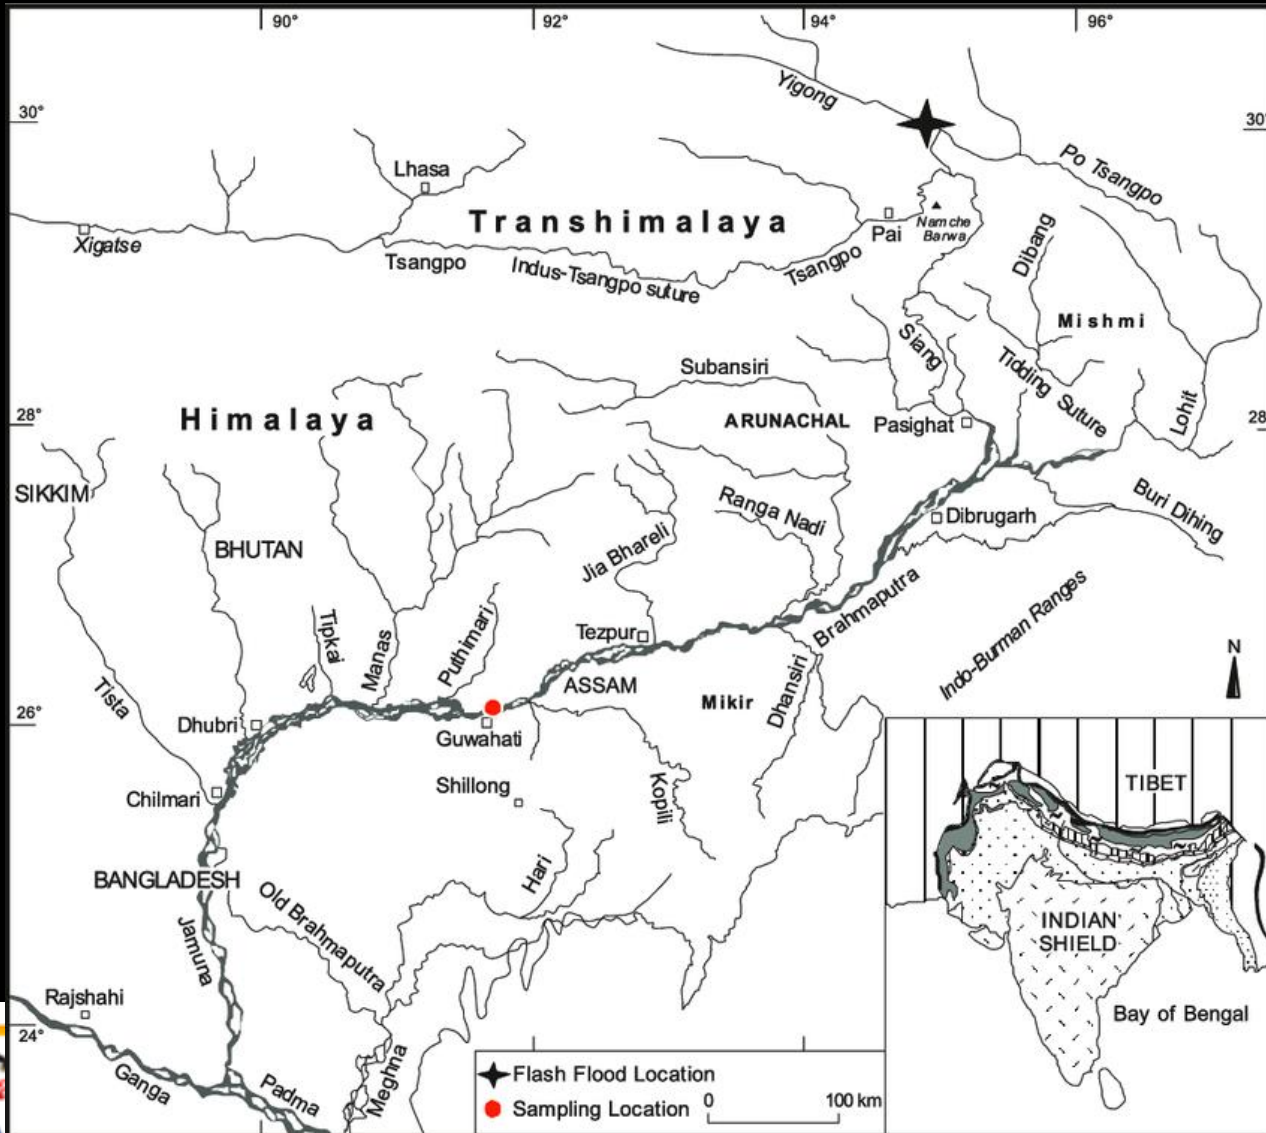 90°
92°
94°
96°
Yigong
30°
30°
Po Tsangpo
Lhasa
Transhimalaya
Namche
Barwa
Pai
Dibang
Xigatse
Tsangpo
Indus-Tsangpo suture
Tsangpo
Mishmi
Siang
Tidding Suture
Subansiri
Himalaya
28°
ARUNACHAL
Pasighat
Lohit
28
SIKKIM
Ranga Nadi
Buri Dihing
Dibrugarh
BHUTAN
Jia Bhareli
Brahmaputra
Indo-Burman Ranges
Tipkai
Manas
Puthimari
Tezpur
N
Tista
ASSAM
Mikir
Dhansiri
26°
Dhubri
Guwahati
Shillong
Kopili
Chilmari
TIBET
BANGLADESH
Old Brahmaputra
Hari
Jamuna
INDIAN
SHIELD
Rajshahi
Bay of Bengal
24°
Ganga
Padma
Meghna
Flash Flood Location
Sampling Location
0
100 km